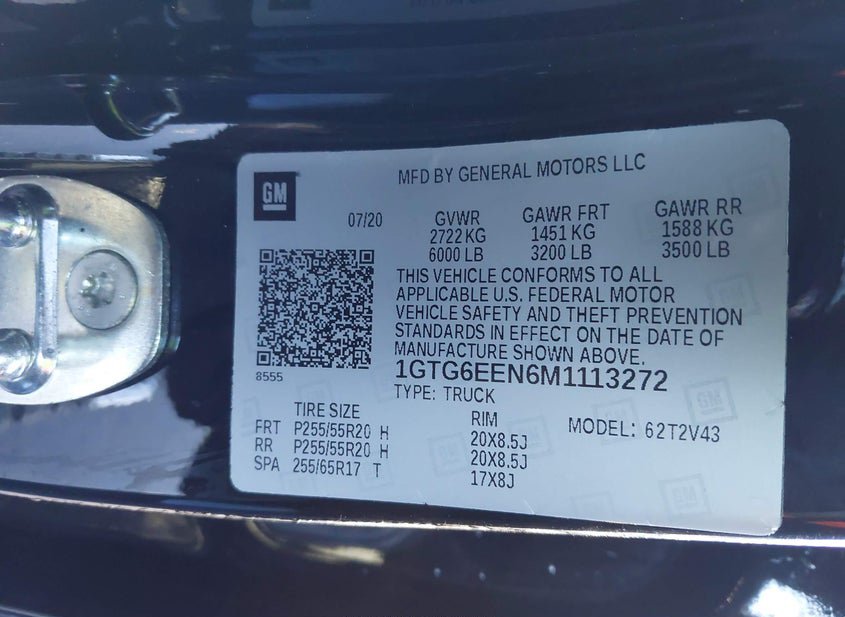 GM
MFD BY GENERAL MOTORS LLC
07/20
GVWR GAWR FRT GAWR RR
2722 KG 1451 KG 1588 KG
6000 LB 3200 LB 3500 LB
THIS VEHICLE CONFORMS TO ALL
APPLICABLE U.S. FEDERAL MOTOR
VEHICLE SAFETY AND THEFT PREVENTION
STANDARDS IN EFFECT ON THE DATE OF
MANUFACTURE SHOWN ABOVE.
8555
1GTG6EEN6M1113272
TYPE: TRUCK
TIRE SIZE RIM MODEL: 62T2V43
FRT P255/55R20 H 20X8.5J
RR P255/55R20 H 20X8.5J
SPA 255/65R17 T 17X8J